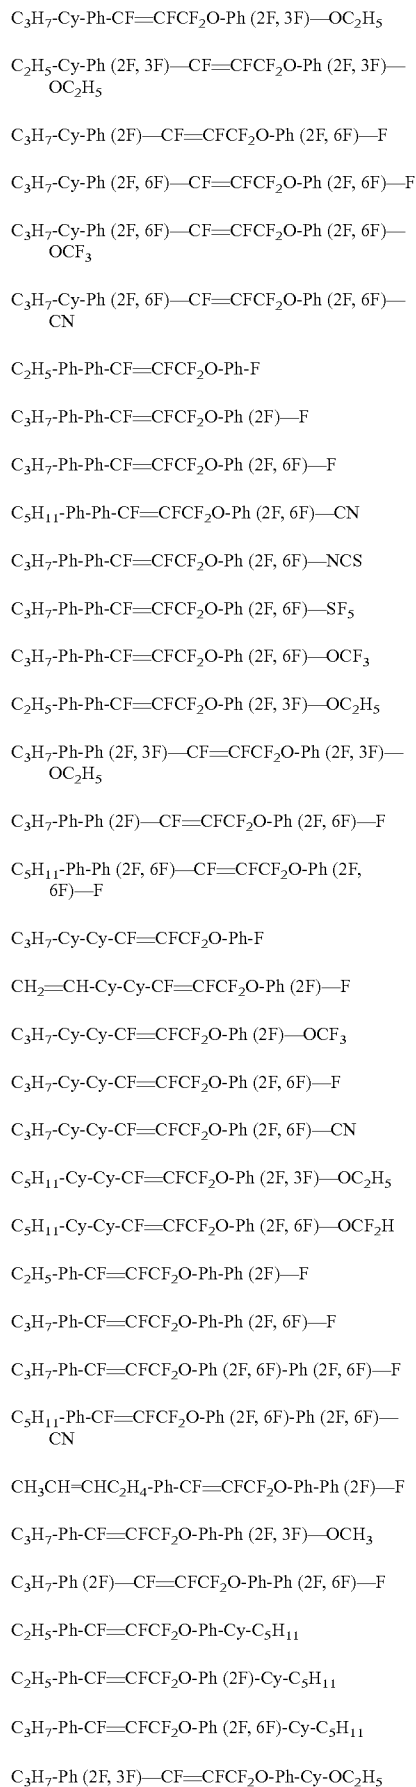 C₃H₇-Cy-Ph-CF═CFCF₂O-Ph (2F, 3F)—OC₂H₅
C₂H₅-Cy-Ph (2F, 3F)—CF═CFCF₂O-Ph (2F, 3F)—
OC₂H₅
C₃H₇-Cy-Ph (2F)—CF═CFCF₂O-Ph (2F, 6F)—F
C₃H₇-Cy-Ph (2F, 6F)—CF═CFCF₂O-Ph (2F, 6F)—F
C₃H₇-Cy-Ph (2F, 6F)—CF═CFCF₂O-Ph (2F, 6F)—
OCF₃
C₃H₇-Cy-Ph (2F, 6F)—CF═CFCF₂O-Ph (2F, 6F)—
CN
C₂H₅-Ph-Ph-CF═CFCF₂O-Ph-F
C₃H₇-Ph-Ph-CF═CFCF₂O-Ph (2F)—F
C₃H₇-Ph-Ph-CF═CFCF₂O-Ph (2F, 6F)—F
C₅H₁₁-Ph-Ph-CF═CFCF₂O-Ph (2F, 6F)—CN
C₃H₇-Ph-Ph-CF═CFCF₂O-Ph (2F, 6F)—NCS
C₃H₇-Ph-Ph-CF═CFCF₂O-Ph (2F, 6F)—SF₅
C₃H₇-Ph-Ph-CF═CFCF₂O-Ph (2F, 6F)—OCF₃
C₂H₅-Ph-Ph-CF═CFCF₂O-Ph (2F, 3F)—OC₂H₅
C₃H₇-Ph-Ph (2F, 3F)—CF═CFCF₂O-Ph (2F, 3F)—
OC₂H₅
C₃H₇-Ph-Ph (2F)—CF═CFCF₂O-Ph (2F, 6F)—F
C₅H₁₁-Ph-Ph (2F, 6F)—CF═CFCF₂O-Ph (2F,
6F)—F
C₃H₇-Cy-Cy-CF═CFCF₂O-Ph-F
CH₂═CH-Cy-Cy-CF═CFCF₂O-Ph (2F)—F
C₃H₇-Cy-Cy-CF═CFCF₂O-Ph (2F)—OCF₃
C₃H₇-Cy-Cy-CF═CFCF₂O-Ph (2F, 6F)—F
C₃H₇-Cy-Cy-CF═CFCF₂O-Ph (2F, 6F)—CN
C₅H₁₁-Cy-Cy-CF═CFCF₂O-Ph (2F, 3F)—OC₂H₅
C₅H₁₁-Cy-Cy-CF═CFCF₂O-Ph (2F, 6F)—OCF₂H
C₂H₅-Ph-CF═CFCF₂O-Ph-Ph (2F)—F
C₃H₇-Ph-CF═CFCF₂O-Ph-Ph (2F, 6F)—F
C₃H₇-Ph-CF═CFCF₂O-Ph (2F, 6F)-Ph (2F, 6F)—F
C₅H₁₁-Ph-CF═CFCF₂O-Ph (2F, 6F)-Ph (2F, 6F)—
CN
CH₃CH=CHC₂H₄-Ph-CF═CFCF₂O-Ph-Ph (2F)—F
C₃H₇-Ph-CF═CFCF₂O-Ph-Ph (2F, 3F)—OCH₃
C₃H₇-Ph (2F)—CF═CFCF₂O-Ph-Ph (2F, 6F)—F
C₂H₅-Ph-CF═CFCF₂O-Ph-Cy-C₅H₁₁
C₂H₅-Ph-CF═CFCF₂O-Ph (2F)-Cy-C₅H₁₁
C₃H₇-Ph-CF═CFCF₂O-Ph (2F, 6F)-Cy-C₅H₁₁
C₃H₇-Ph (2F, 3F)—CF═CFCF₂O-Ph-Cy-OC₂H₅